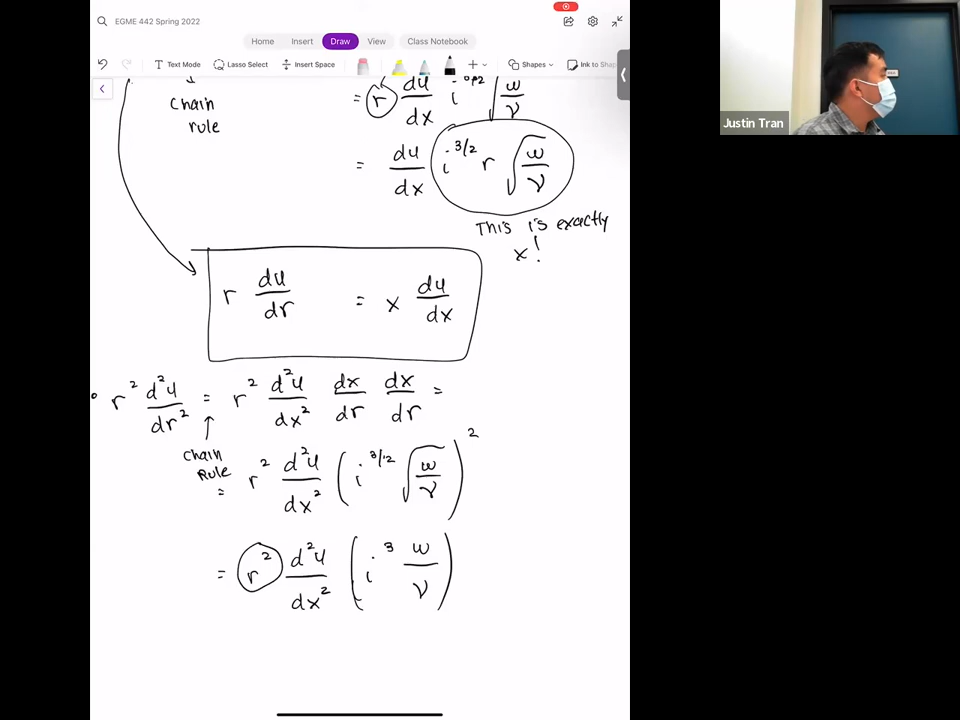 EGME 442 Spring 2022
Home Insert Draw View Class Notebook
Text Mode Lasso Select Insert Space Shapes Ink to Shap
Chain
rule
= r du/dx i^3/2 √ω/ν
= du/dx i^3/2 r √ω/ν
This is exactly
x!
r du/dr = x du/dx
• r² d²u/dr² = r² d²u/dx² dx/dr dx/dr =
Chain
Rule
= r² d²u/dx² (i^3/2 √ω/ν)²
= r² d²u/dx² (i³ ω/ν)
Justin Tran